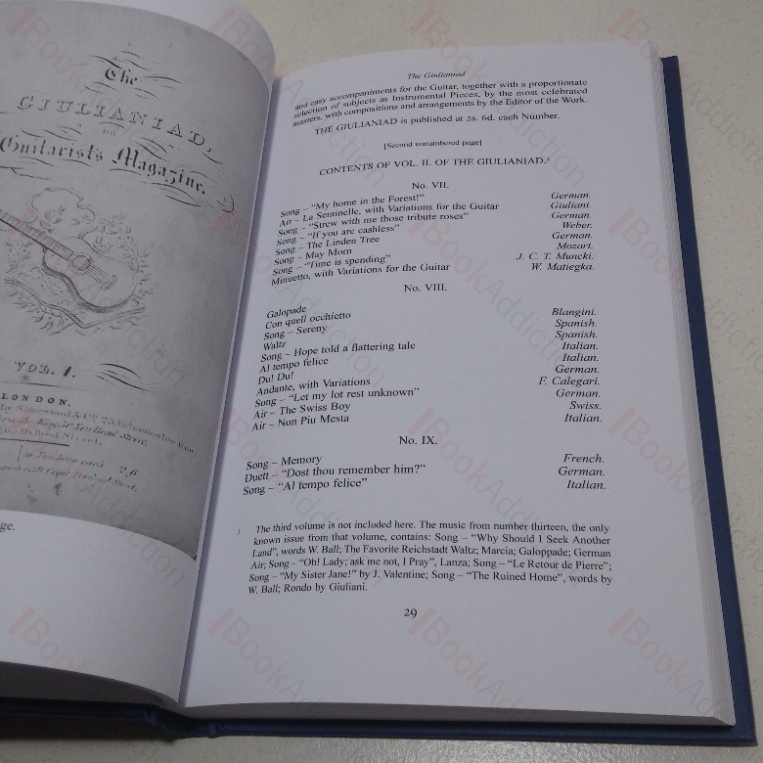 The
GIULIANIAD,
OR
Guitarist's Magazine.
VOL. I.
LONDON,
ge.
The Giulianiad
and easy accompaniments for the Guitar, together with a proportionate
selection of subjects as Instrumental Pieces, by the most celebrated
masters, with compositions and arrangements by the Editor of the Work.
THE GIULIANIAD is published at 2s. 6d. each Number.
[Second unnumbered page]
CONTENTS OF VOL. II. OF THE GIULIANIAD.³
No. VII.
Song – "My home in the Forest!" German.
Air – La Sentinelle, with Variations for the Guitar Giuliani.
Song – "Strew with me those tribute roses" German.
Song – "If you are cashless" Weber.
Song – The Linden Tree German.
Song – May Morn Mozart.
Song – "Time is spending" J. C. T. Muncki.
Minuetto, with Variations for the Guitar W. Matiegka.
No. VIII.
Galopade Blangini.
Con quell occhietto Spanish.
Song – Sereny Spanish.
Waltz Italian.
Song – Hope told a flattering tale Italian.
Al tempo felice German.
Du! Du! F. Calegari.
Andante, with Variations German.
Song – "Let my lot rest unknown" Swiss.
Air – The Swiss Boy Italian.
Air – Non Piu Mesta
No. IX.
Song – Memory French.
Duett – "Dost thou remember him?" German.
Song – "Al tempo felice" Italian.
³ The third volume is not included here. The music from number thirteen, the only
known issue from that volume, contains: Song – "Why Should I Seek Another
Land", words W. Ball; The Favorite Reichstadt Waltz; Marcia; Galoppade; German
Air; Song – "Oh! Lady, ask me not, I Pray", Lanza; Song – "Le Retour de Pierre";
Song – "My Sister Jane!" by J. Valentine; Song – "The Ruined Home", words by
W. Ball; Rondo by Giuliani.
29
BookAddiction